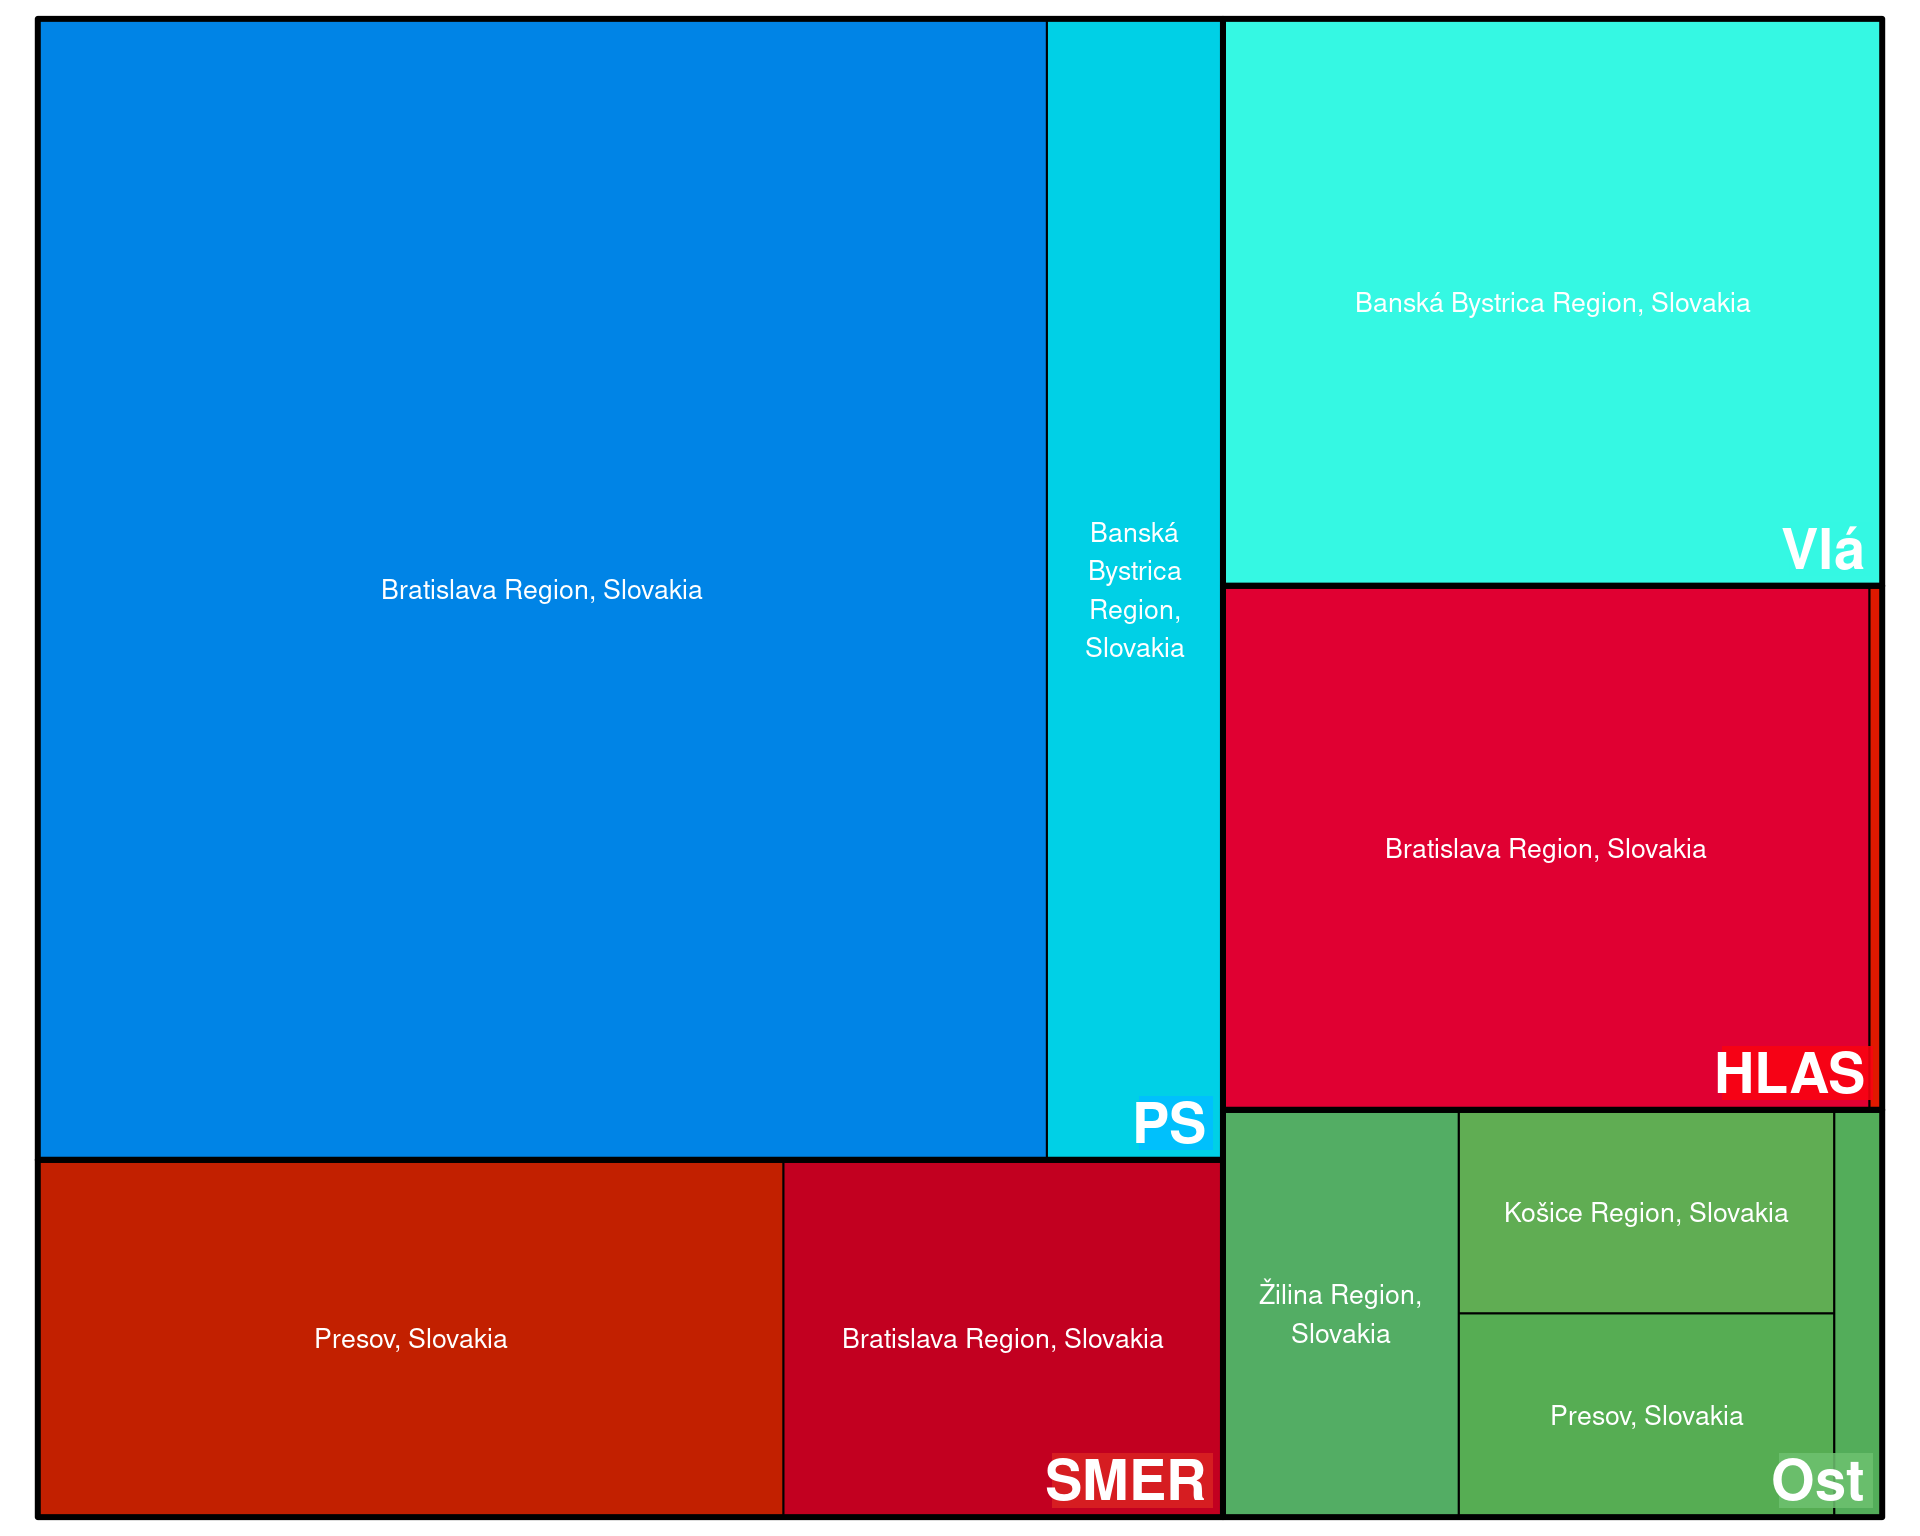 Bratislava Region, Slovakia
Banská
Bystrica
Region,
Slovakia
PS
Presov, Slovakia
Bratislava Region, Slovakia
SMER
Banská Bystrica Region, Slovakia
Vlá
Bratislava Region, Slovakia
HLAS
Žilina Region,
Slovakia
Košice Region, Slovakia
Presov, Slovakia
Ost